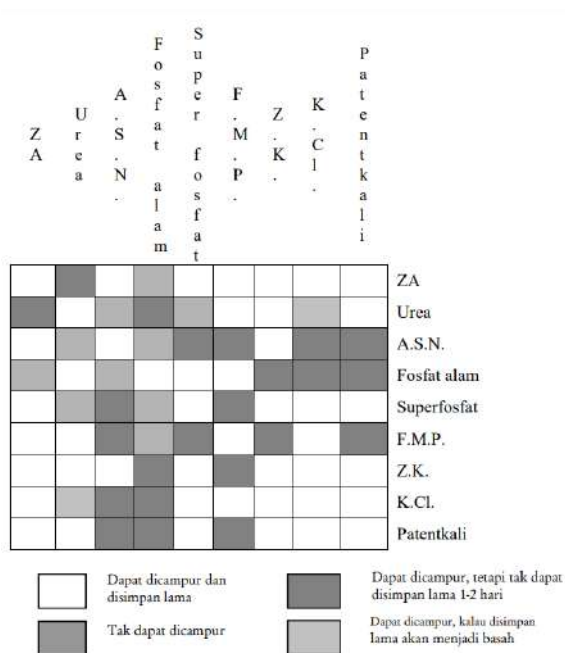 ZA
Urea
A.S.N.
Fosfat alam
Super fosfat
F.M.P.
Z.K.
K.Cl.
Patentkali
ZA
Urea
A.S.N.
Fosfat alam
Superfosfat
F.M.P.
Z.K.
K.Cl.
Patentkali
Dapat dicampur dan
disimpan lama
Dapat dicampur, tetapi tak dapat
disimpan lama 1-2 hari
Tak dapat dicampur
Dapat dicampur, kalau disimpan
lama akan menjadi basah